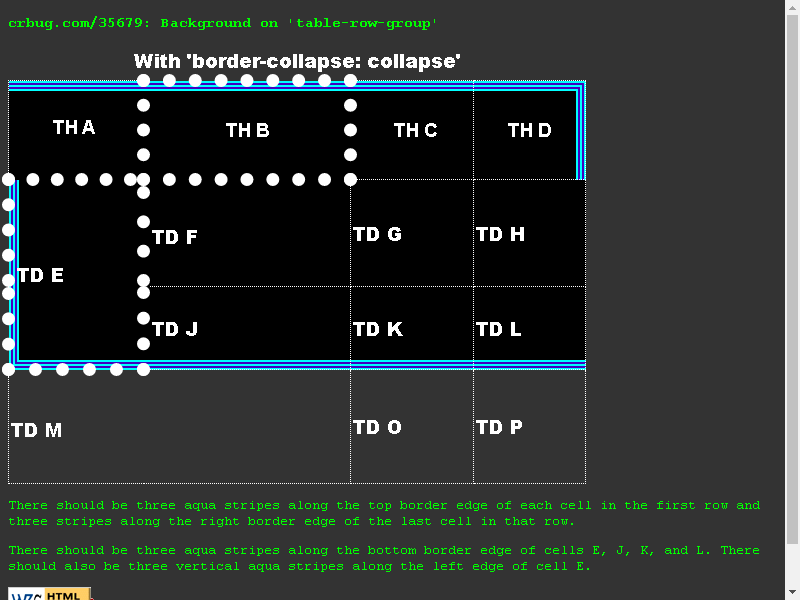 crbug.com/35679: Background on 'table-row-group'
With 'border-collapse: collapse'
TH A
TH B
TH C
TH D
TD E
TD F
TD G
TD H
TD J
TD K
TD L
TD M
TD O
TD P
There should be three aqua stripes along the top border edge of each cell in the first row and
three stripes along the right border edge of the last cell in that row.
There should be three aqua stripes along the bottom border edge of cells E, J, K, and L. There
should also be three vertical aqua stripes along the left edge of cell E.
W3C HTML